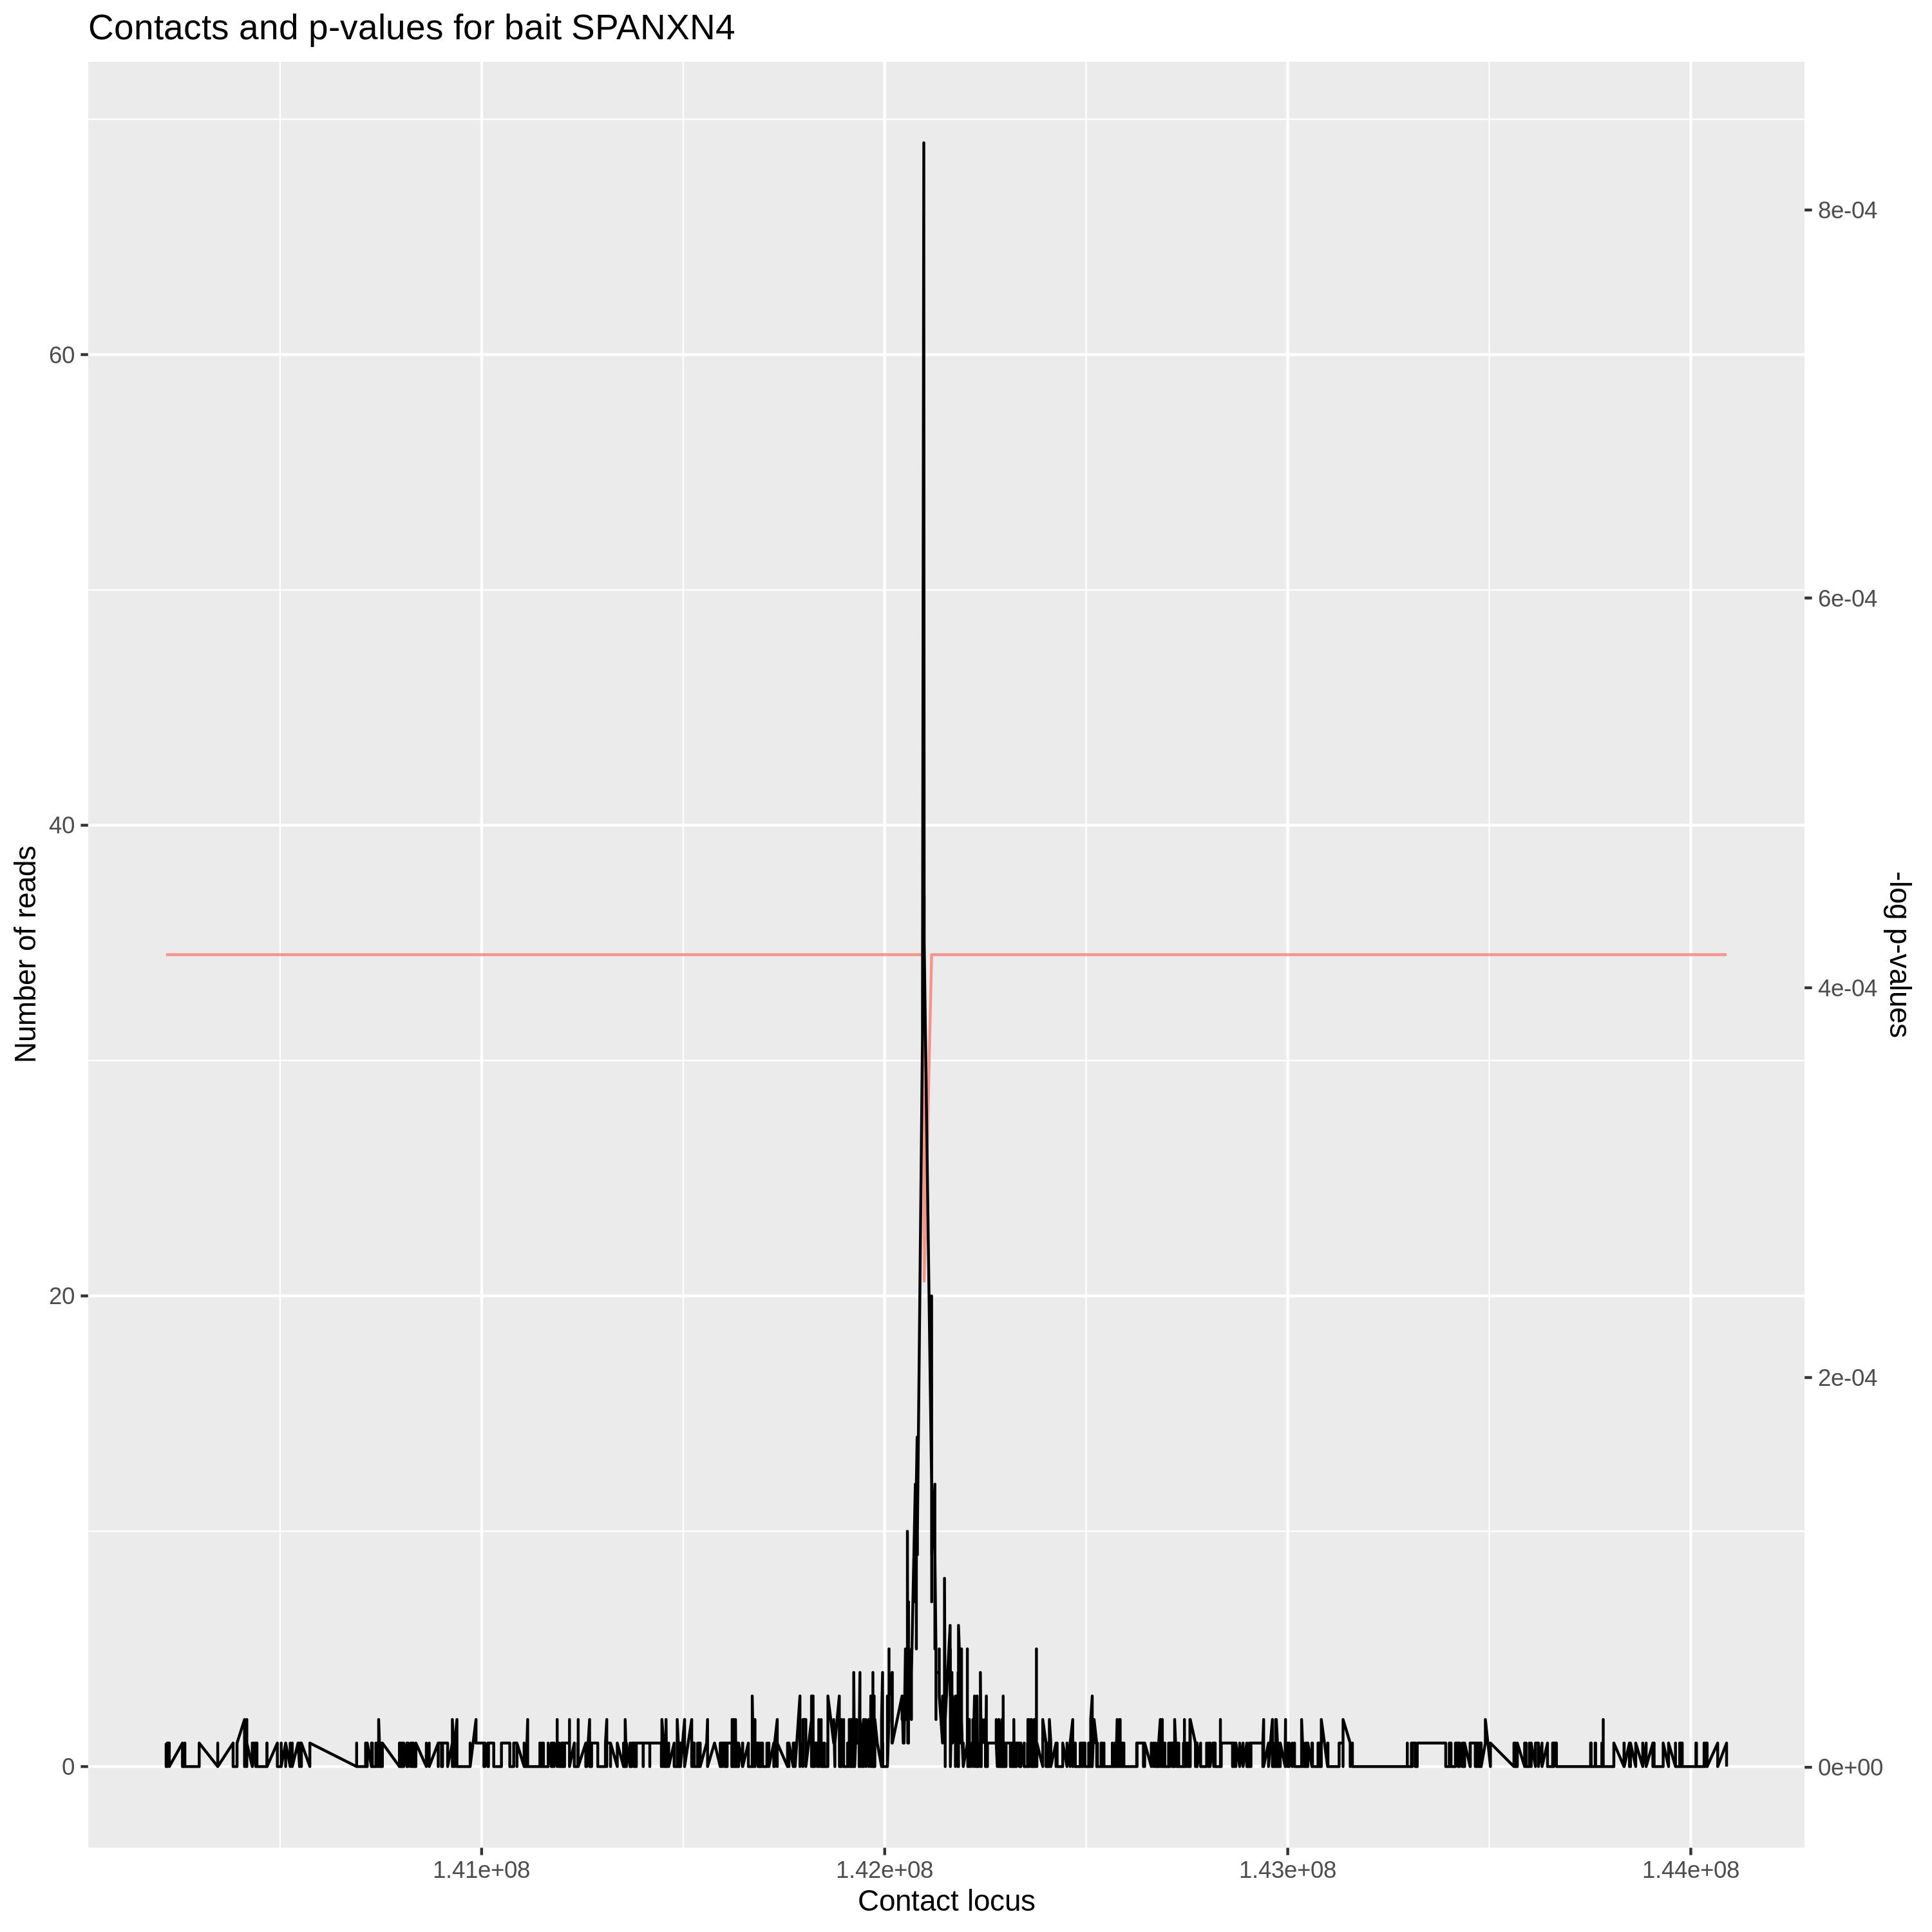 Contacts and p-values for bait SPANXN4
Number of reads
60
40
20
0
8e-04
6e-04
4e-04
2e-04
0e+00
-log p-values
1.41e+08
1.42e+08
1.43e+08
1.44e+08
Contact locus